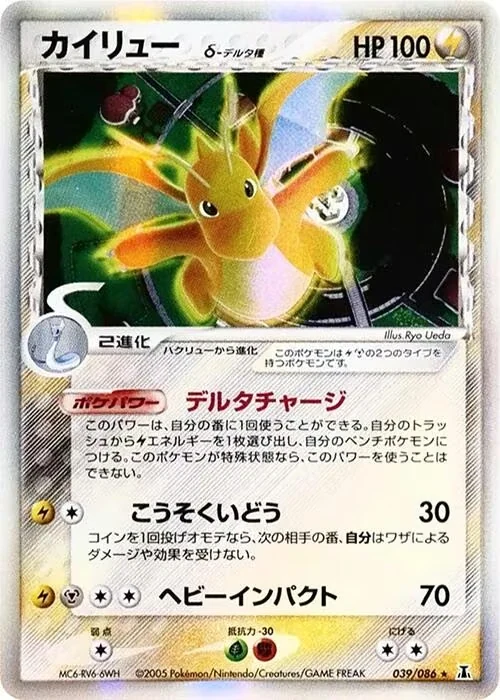 カイリュー δ-デルタ種 HP100
Illus.Ryo Ueda
2進化 ハクリューから進化
このポケモンはとの2つのタイプを
持つポケモンです。
ポケパワー デルタチャージ
このパワーは、自分の番に1回使うことができる。自分のトラッ
シュからエネルギーを1枚選び出し、自分のベンチポケモンに
つける。このポケモンが特殊状態なら、このパワーを使うことは
できない。
こうそくいどう 30
コインを1回投げオモテなら、次の相手の番、自分はワザによる
ダメージや効果を受けない。
ヘビーインパクト 70
弱点 抵抗力 -30 にげる
MC6-RV6-6WH ©2005 Pokémon/Nintendo/Creatures/GAME FREAK 039/086 ★